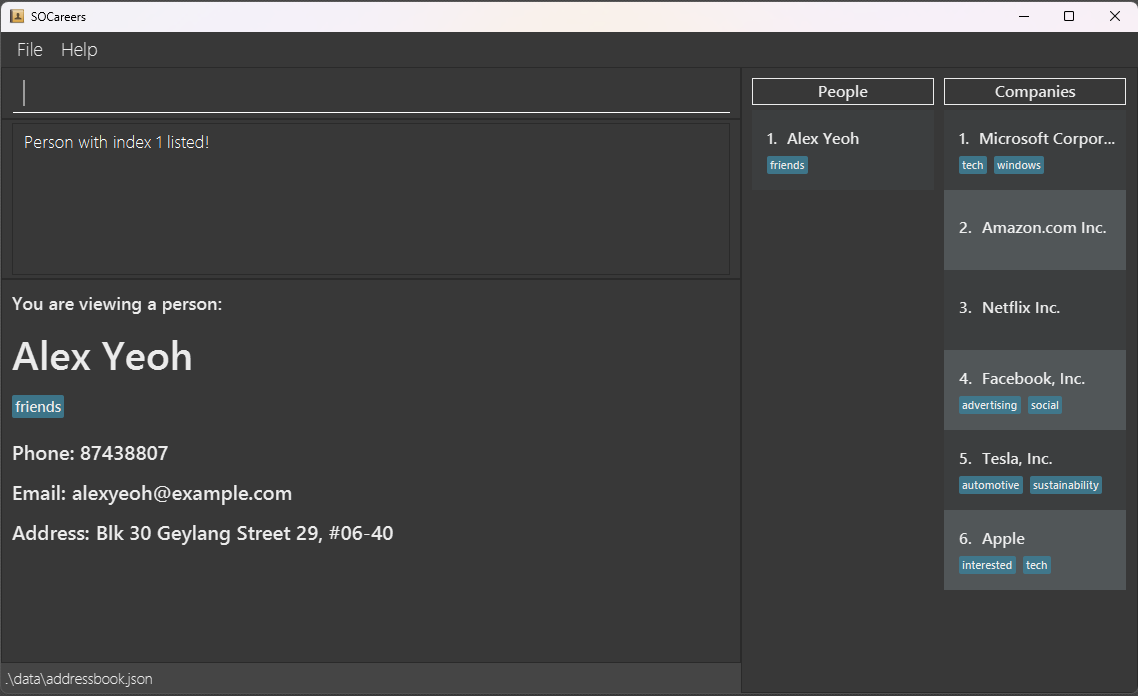 SOCareers
File Help
Person with index 1 listed!
You are viewing a person:
Alex Yeoh
friends
Phone: 87438807
Email: alexyeoh@example.com
Address: Blk 30 Geylang Street 29, #06-40
.\data\addressbook.json
People
1. Alex Yeoh
friends
Companies
1. Microsoft Corpor...
tech windows
2. Amazon.com Inc.
3. Netflix Inc.
4. Facebook, Inc.
advertising social
5. Tesla, Inc.
automotive sustainability
6. Apple
interested tech